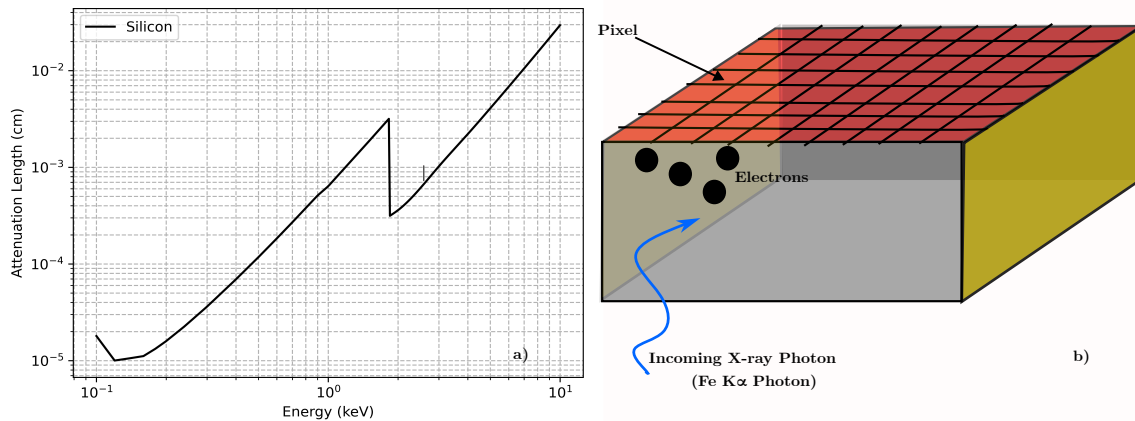 Silicon
10⁻²
10⁻³
10⁻⁴
10⁻⁵
Attenuation Length (cm)
10⁻¹
10⁰
10¹
Energy (keV)
a)
Pixel
Electrons
Incoming X-ray Photon
(Fe Kα Photon)
b)